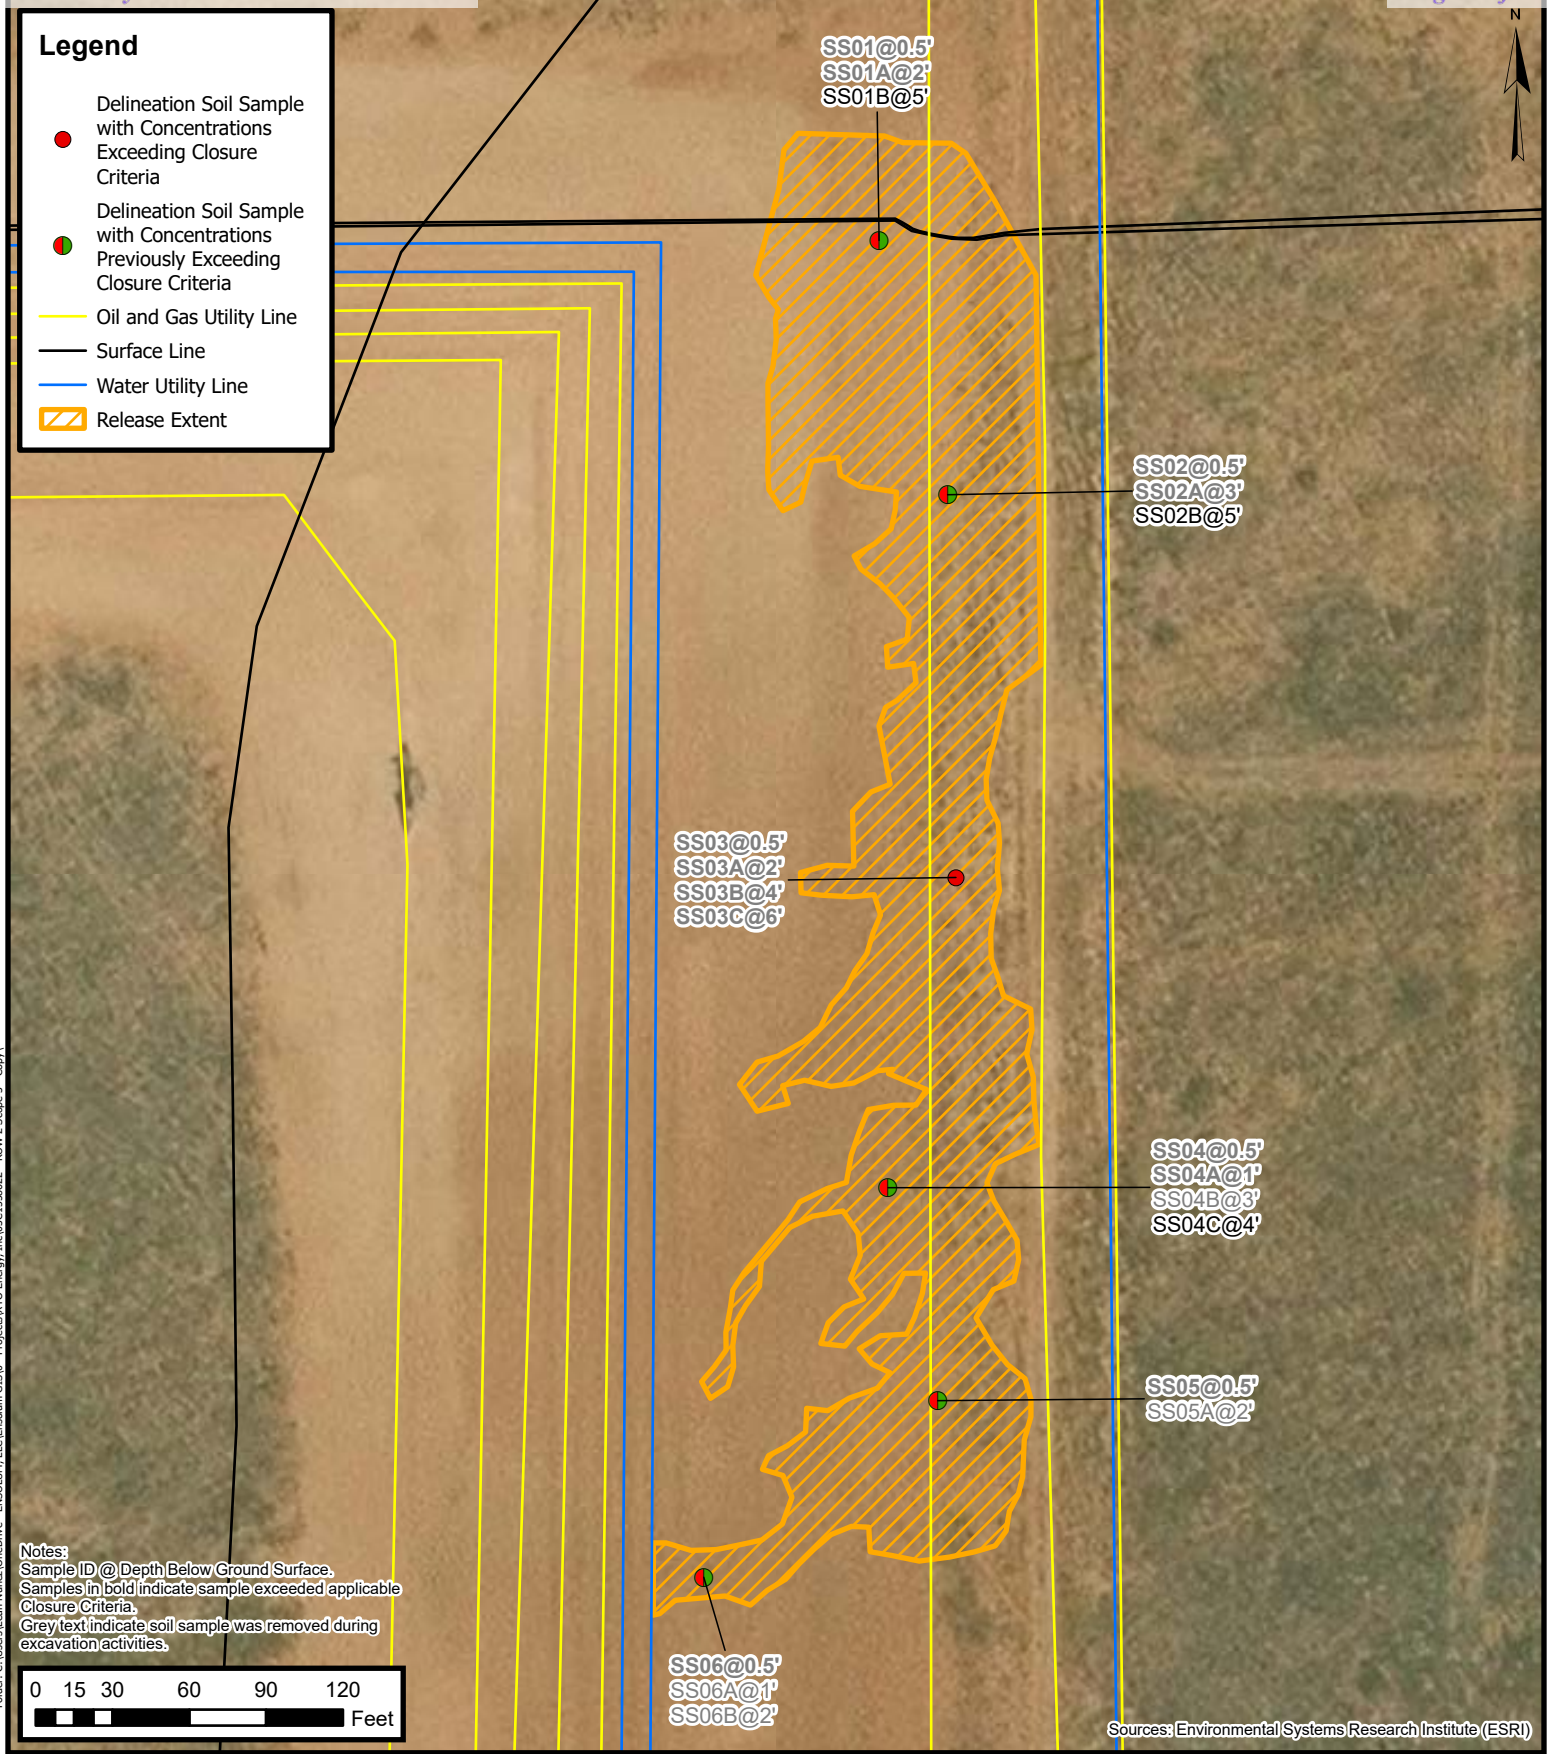 Legend
Delineation Soil Sample
with Concentrations
Exceeding Closure
Criteria
Delineation Soil Sample
with Concentrations
Previously Exceeding
Closure Criteria
Oil and Gas Utility Line
Surface Line
Water Utility Line
Release Extent
N
SS01@0.5'
SS01A@2'
SS01B@5'
SS02@0.5'
SS02A@3'
SS02B@5'
SS03@0.5'
SS03A@2'
SS03B@4'
SS03C@6'
SS04@0.5'
SS04A@1'
SS04B@3'
SS04C@4'
SS05@0.5'
SS05A@2'
SS06@0.5'
SS06A@1'
SS06B@2'
Notes:
Sample ID @ Depth Below Ground Surface.
Samples in bold indicate sample exceeded applicable
Closure Criteria.
Grey text indicate soil sample was removed during
excavation activities.
0 15 30 60 90 120
Feet
Sources: Environmental Systems Research Institute (ESRI)